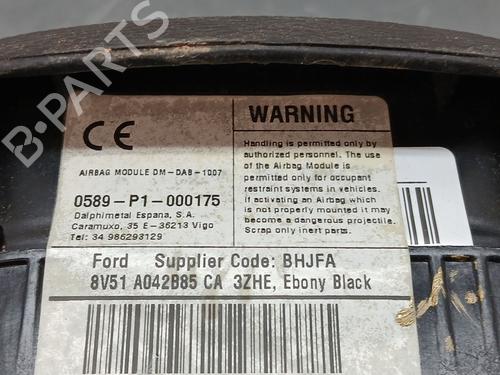 CE
AIRBAG MODULE DM-DAB-1007
0589-P1-000175
Dalphimetal Espana, S.A.
Caramuxo, 35 E-36213 Vigo
Tel: 34 986293129
WARNING
Handling is permitted only by
authorized personnel. The use
of the Airbag Module is
permitted only for occupant
restraint systems in vehicles.
If activating an Airbag which
is not properly mounted it may
become a dangerous projectile.
Scrap only inert parts.
Ford Supplier Code: BHJFA
8V51 A042B85 CA 3ZHE, Ebony Black
B-PARTS